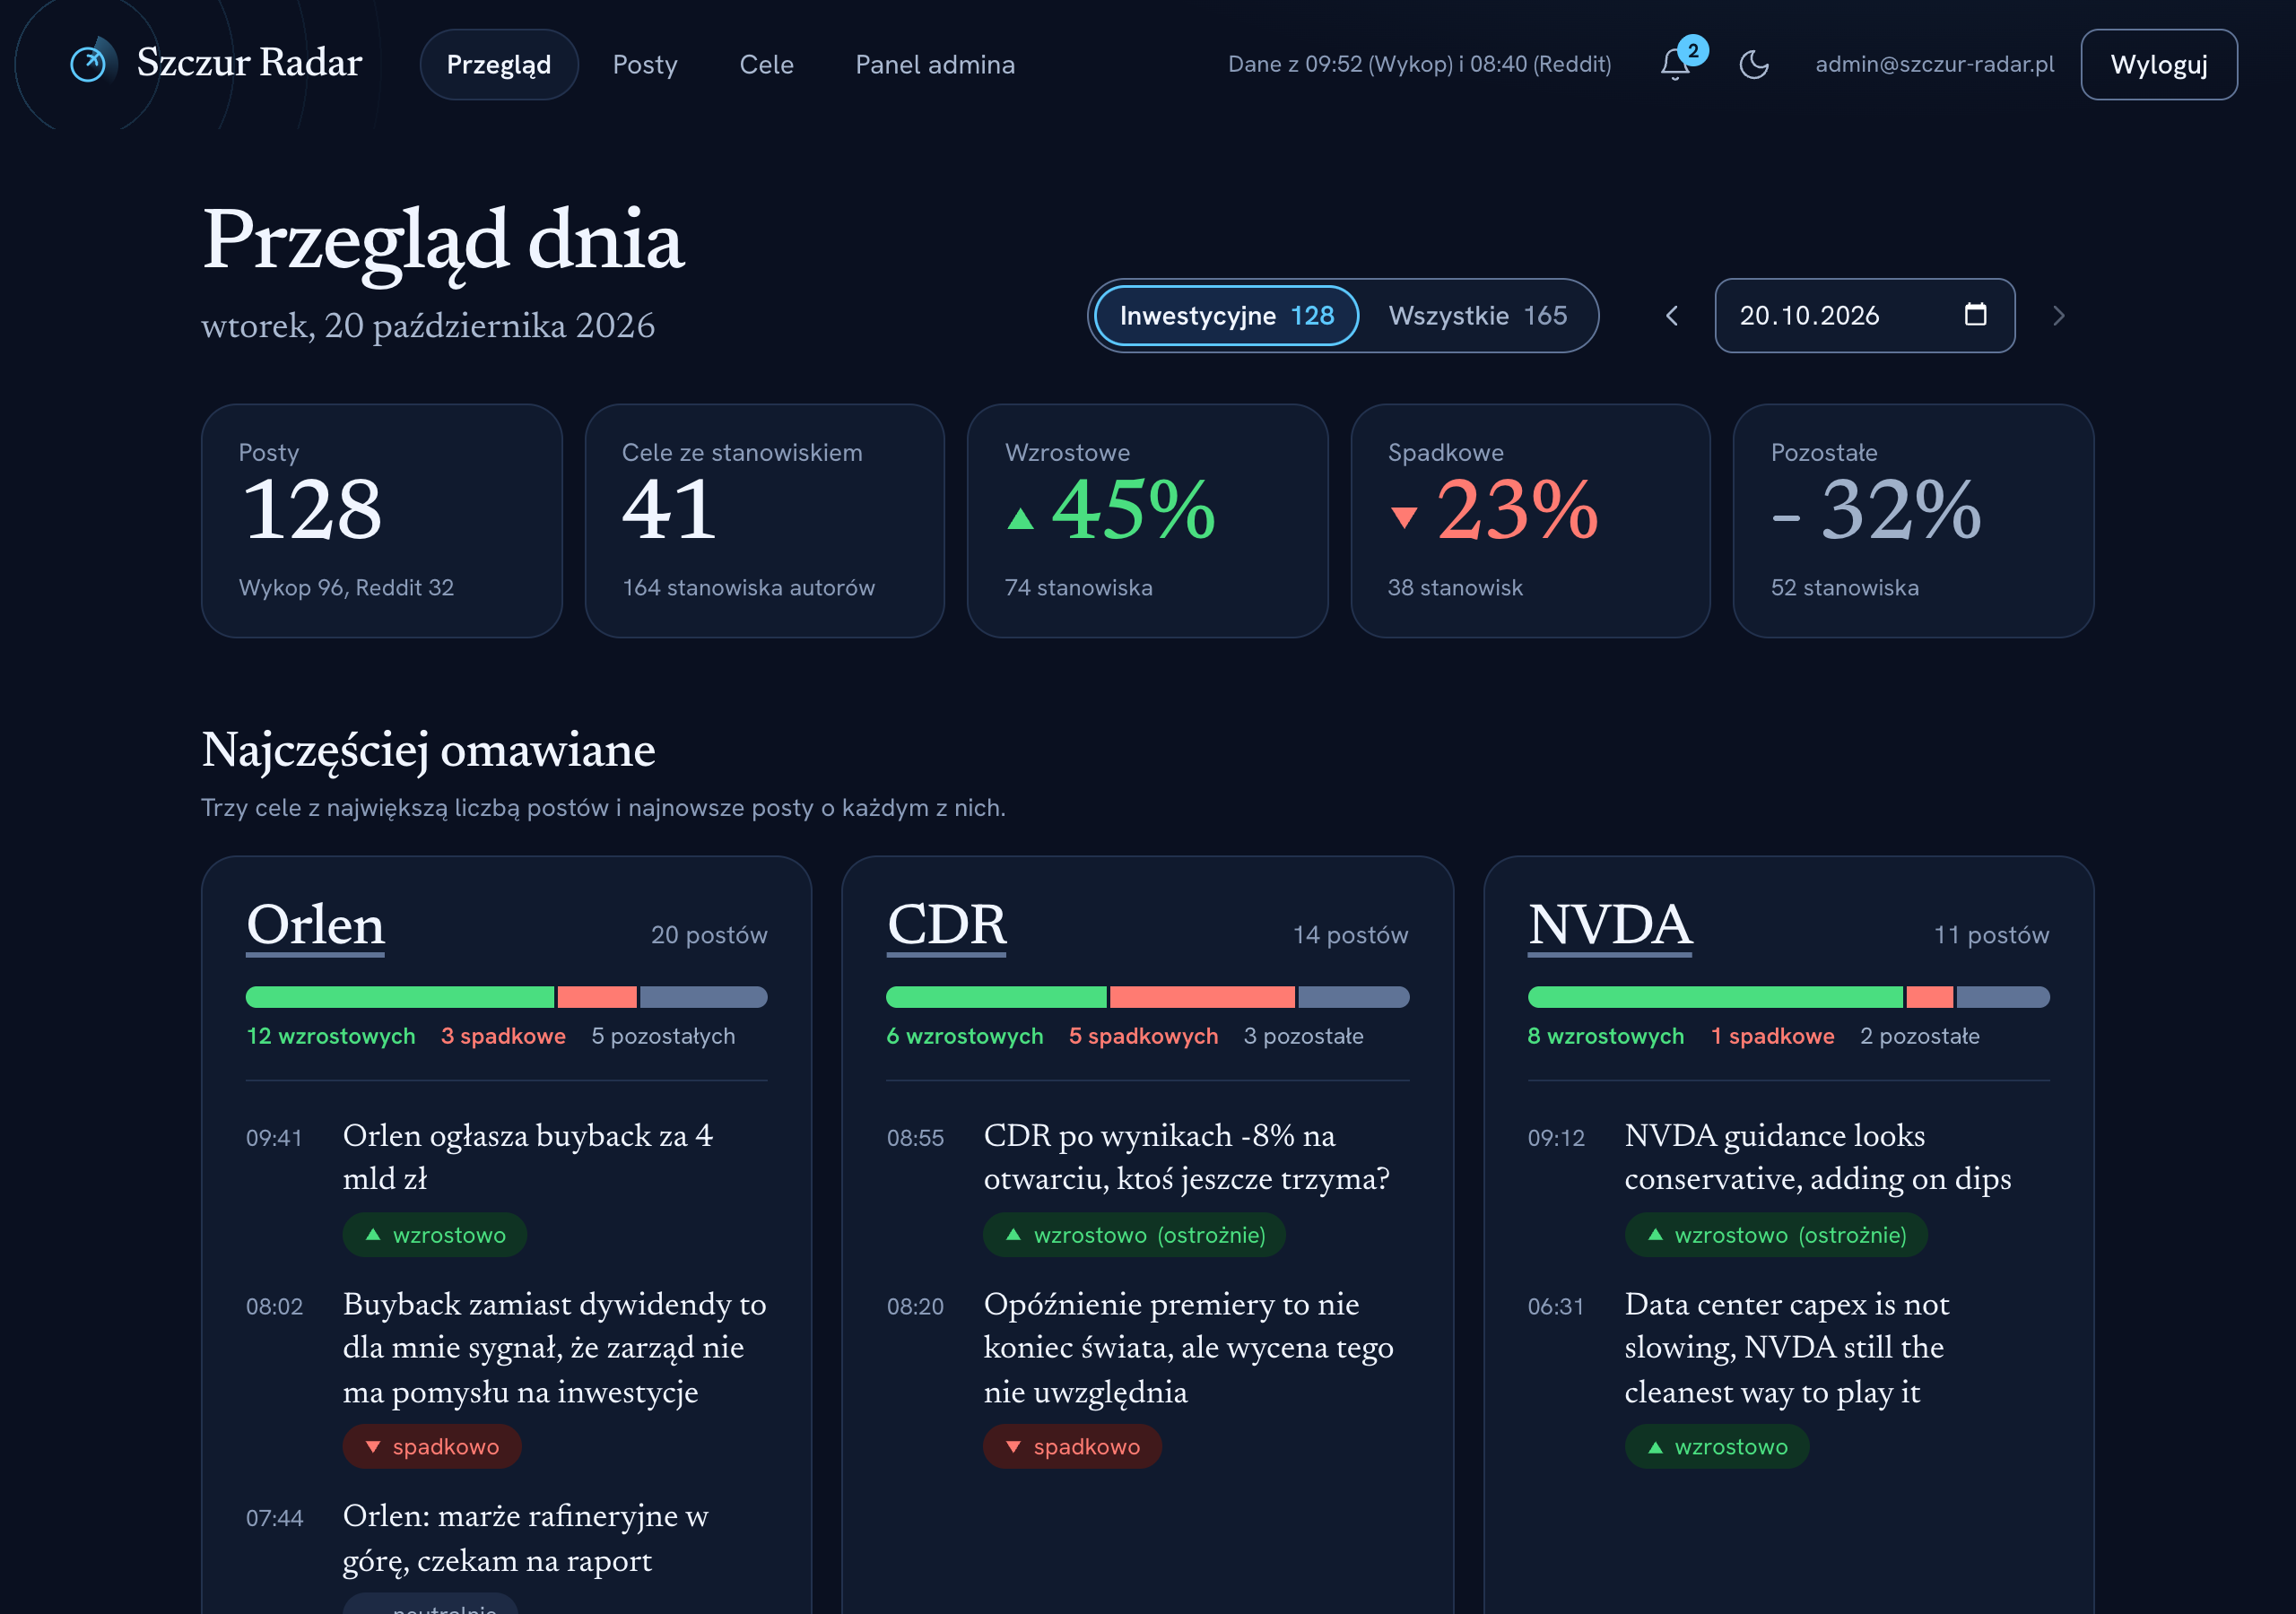 Szczur Radar
Przegląd
Posty
Cele
Panel admina
Dane z 09:52 (Wykop) i 08:40 (Reddit)
2
admin@szczur-radar.pl
Wyloguj
Przegląd dnia
wtorek, 20 października 2026
Inwestycyjne 128
Wszystkie 165
20.10.2026
Posty
128
Wykop 96, Reddit 32
Cele ze stanowiskiem
41
164 stanowiska autorów
Wzrostowe
▲ 45%
74 stanowiska
Spadkowe
▼ 23%
38 stanowisk
Pozostałe
– 32%
52 stanowiska
Najczęściej omawiane
Trzy cele z największą liczbą postów i najnowsze posty o każdym z nich.
Orlen
20 postów
12 wzrostowych 3 spadkowe 5 pozostałych
09:41
Orlen ogłasza buyback za 4
mld zł
▲ wzrostowo
08:02
Buyback zamiast dywidendy to
dla mnie sygnał, że zarząd nie
ma pomysłu na inwestycje
▼ spadkowo
07:44
Orlen: marże rafineryjne w
górę, czekam na raport
CDR
14 postów
6 wzrostowych 5 spadkowych 3 pozostałe
08:55
CDR po wynikach -8% na
otwarciu, ktoś jeszcze trzyma?
▲ wzrostowo (ostrożnie)
08:20
Opóźnienie premiery to nie
koniec świata, ale wycena tego
nie uwzględnia
▼ spadkowo
NVDA
11 postów
8 wzrostowych 1 spadkowe 2 pozostałe
09:12
NVDA guidance looks
conservative, adding on dips
▲ wzrostowo (ostrożnie)
06:31
Data center capex is not
slowing, NVDA still the
cleanest way to play it
▲ wzrostowo